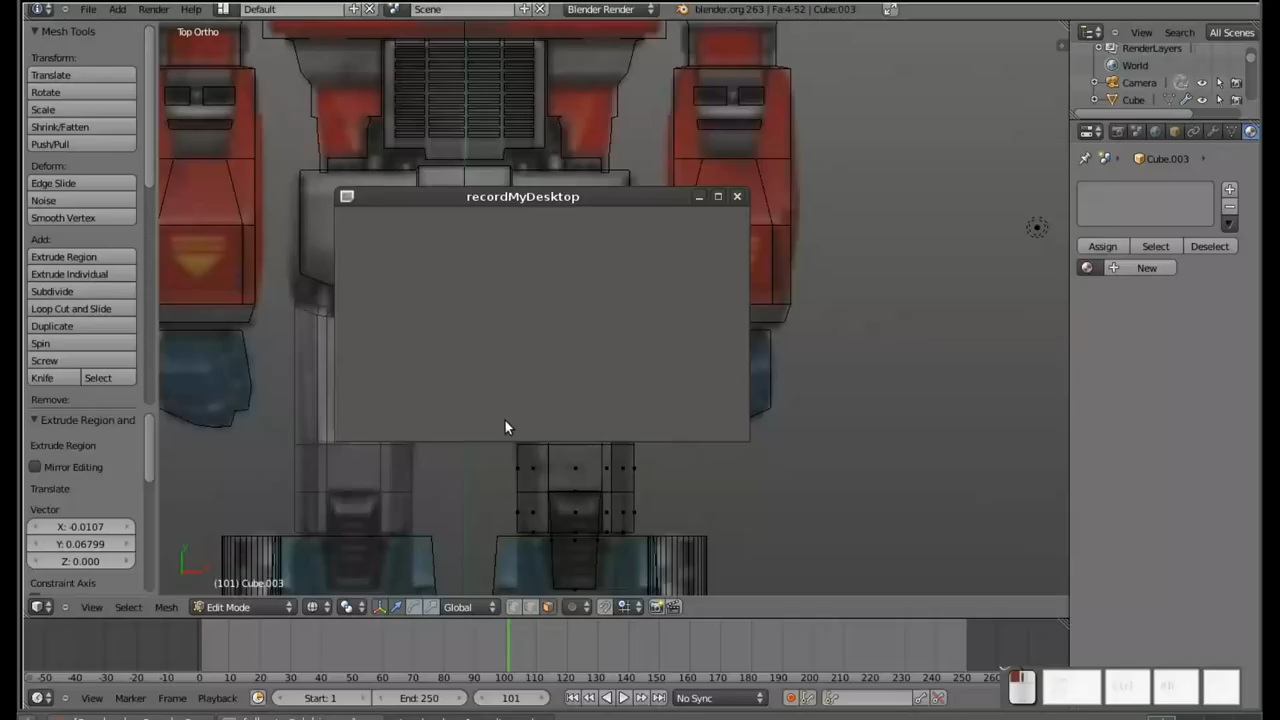 File Add Render Help Default Scene Blender Render blender.org 263 | Fa:4-52 | Cube.003
Mesh Tools
Transform:
Translate
Rotate
Scale
Shrink/Fatten
Push/Pull
Deform:
Edge Slide
Noise
Smooth Vertex
Add:
Extrude Region
Extrude Individual
Subdivide
Loop Cut and Slide
Duplicate
Spin
Screw
Knife Select
Remove:
Extrude Region and
Extrude Region
Mirror Editing
Translate
Vector
X: -0.0107
Y: 0.06799
Z: 0.000
Constraint Axis
Top Ortho
recordMyDesktop
(101) Cube.003
View Select Mesh Edit Mode Global
View Search All Scenes
RenderLayers
World
Camera
Cube
Cube.003
Assign Select Deselect
New
-50 -40 -30 -20 -10 0 10 20 30 40 50 60 70 80 90 100 110 120 130 140 150 160 170 180 190 200 210 220 230 240 250 260
View Marker Frame Playback Start: 1 End: 250 101 No Sync
Ctrl Alt